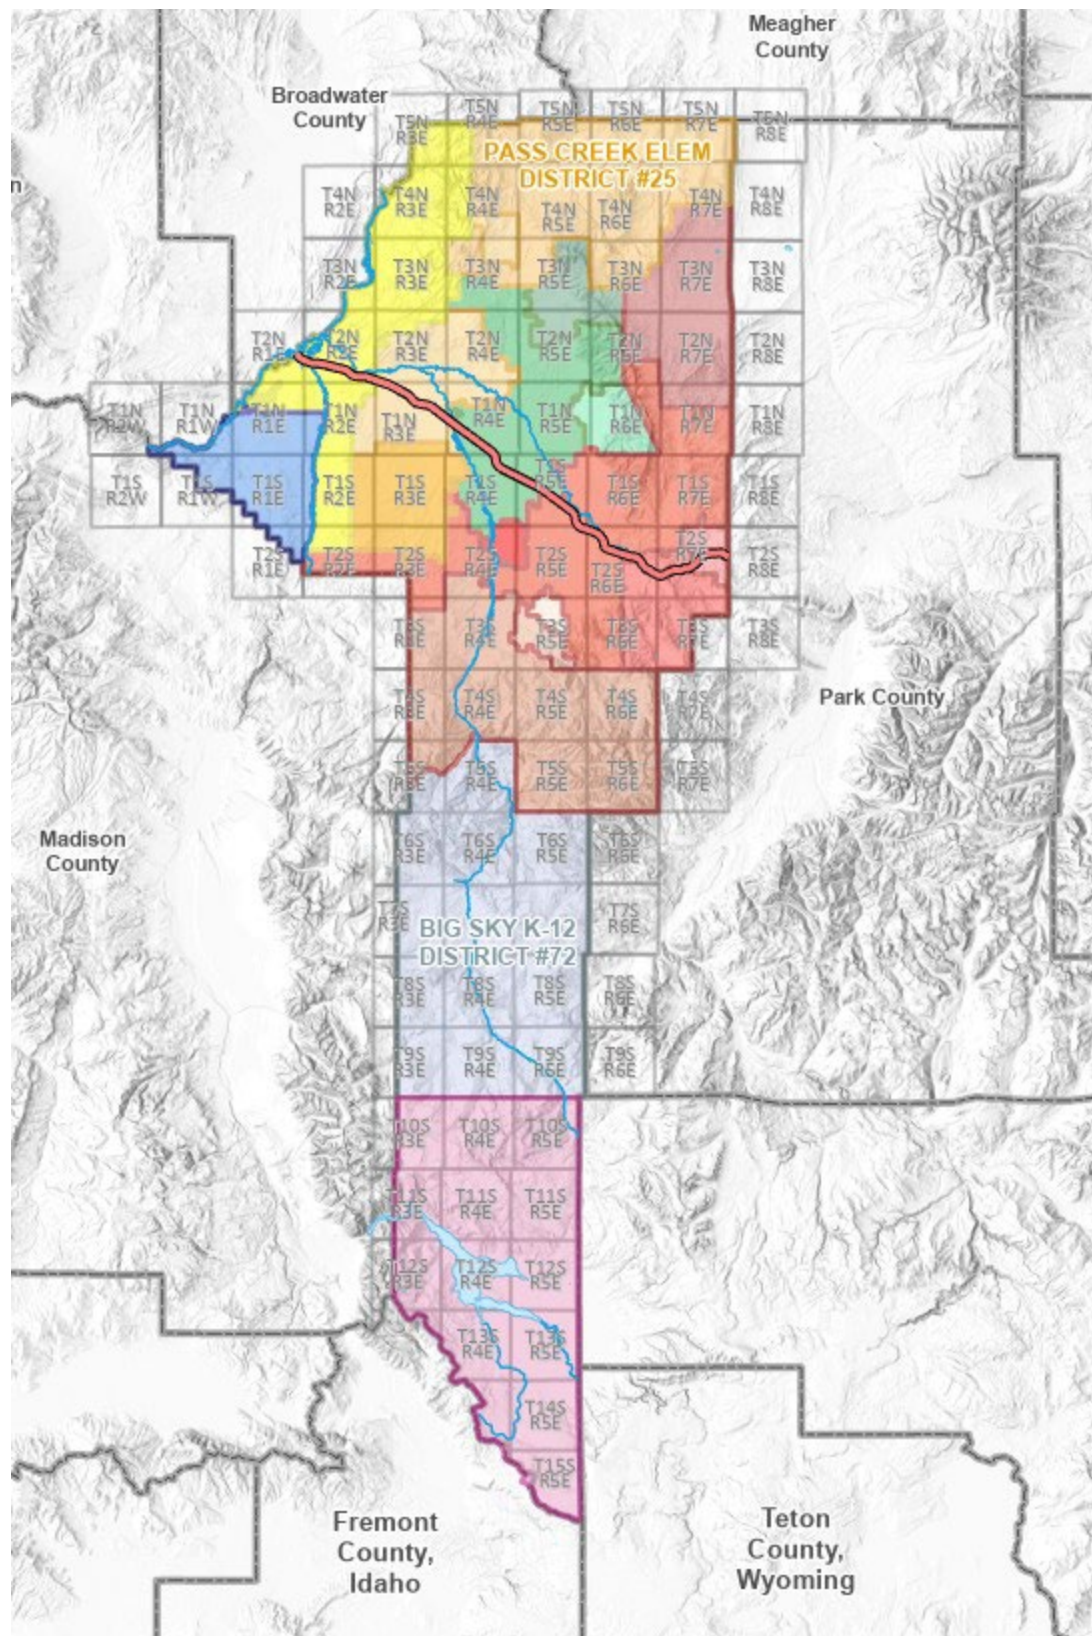 Meagher
County
Broadwater
County
T5N
R3E
T5N
R4E
T5N
R5E
T5N
R6E
T5N
R7E
T5N
R8E
PASS CREEK ELEM
DISTRICT #25
n
T4N
R2E
T4N
R3E
T4N
R4E
T4N
R5E
T4N
R6E
T4N
R7E
T4N
R8E
T3N
R2E
T3N
R3E
T3N
R4E
T3N
R5E
T3N
R6E
T3N
R7E
T3N
R8E
T2N
R1E
T2N
R2E
T2N
R3E
T2N
R4E
T2N
R5E
T2N
R6E
T2N
R7E
T2N
R8E
T1N
R2W
T1N
R1W
T1N
R1E
T1N
R2E
T1N
R3E
T1N
R4E
T1N
R5E
T1N
R6E
T1N
R7E
T1N
R8E
T1S
R2W
T1S
R1W
T1S
R1E
T1S
R2E
T1S
R3E
T1S
R4E
T1S
R5E
T1S
R6E
T1S
R7E
T1S
R8E
T2S
R1E
T2S
R2E
T2S
R3E
T2S
R4E
T2S
R5E
T2S
R6E
T2S
R7E
T2S
R8E
T3S
R3E
T3S
R4E
T3S
R5E
T3S
R6E
T3S
R7E
T3S
R8E
T4S
R3E
T4S
R4E
T4S
R5E
T4S
R6E
T4S
R7E
Park County
T5S
R3E
T5S
R4E
T5S
R5E
T5S
R6E
T5S
R7E
Madison
County
T6S
R3E
T6S
R4E
T6S
R5E
T6S
R6E
T7S
R3E
BIG SKY K-12
DISTRICT #72
T7S
R6E
T8S
R3E
T8S
R4E
T8S
R5E
T8S
R6E
T9S
R3E
T9S
R4E
T9S
R6E
T9S
R6E
T10S
R3E
T10S
R4E
T10S
R5E
T11S
R3E
T11S
R4E
T11S
R5E
T12S
R3E
T12S
R4E
T12S
R5E
T13S
R4E
T13S
R5E
T14S
R5E
T15S
R5E
Fremont
County,
Idaho
Teton
County,
Wyoming